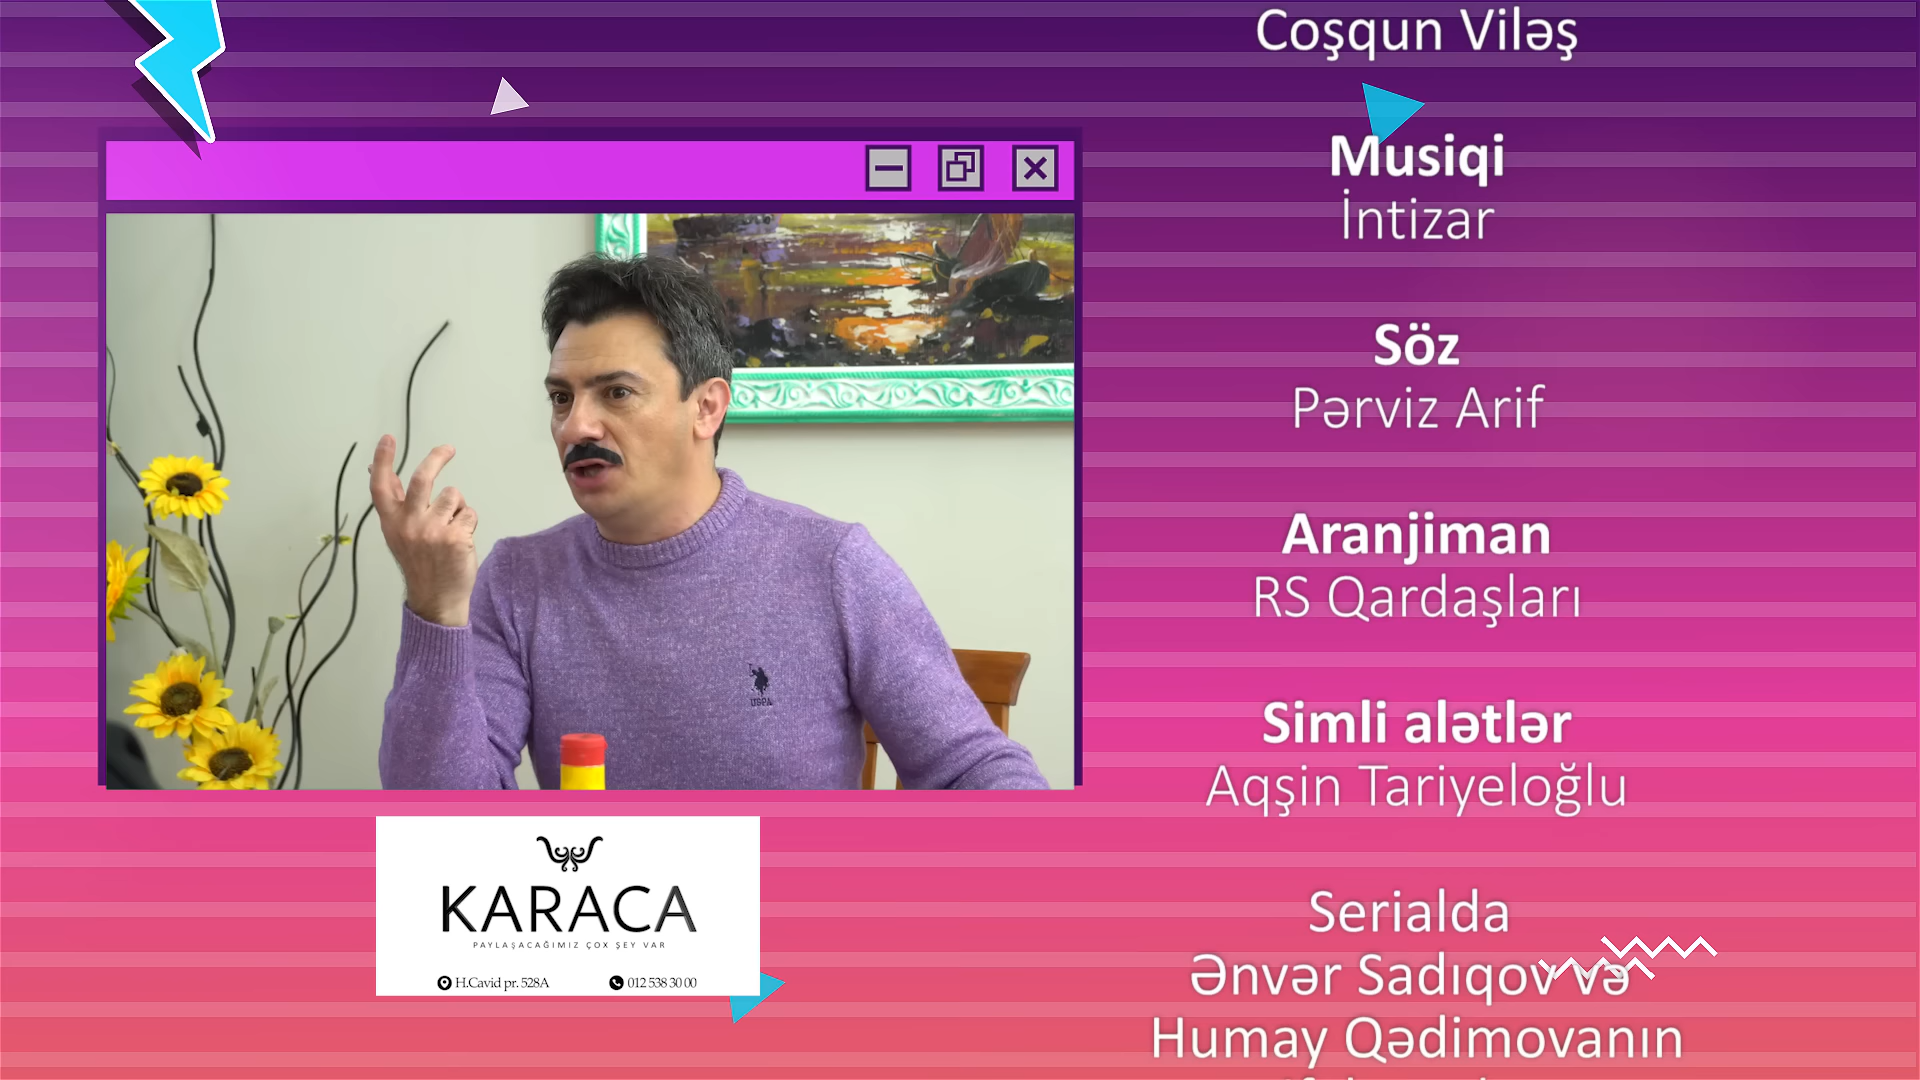 Coşqun Viləş
Musiqi
İntizar
Söz
Pərviz Arif
Aranjiman
RS Qardaşları
Simli alətlər
Aqşin Tariyeloğlu
Serialda
Ənvər Sadıqov və
Humay Qədimovanın
USPA
KARACA
PAYLAŞACAĞIMIZ ÇOX ŞEY VAR
H.Cavid pr. 528A
012 538 30 00